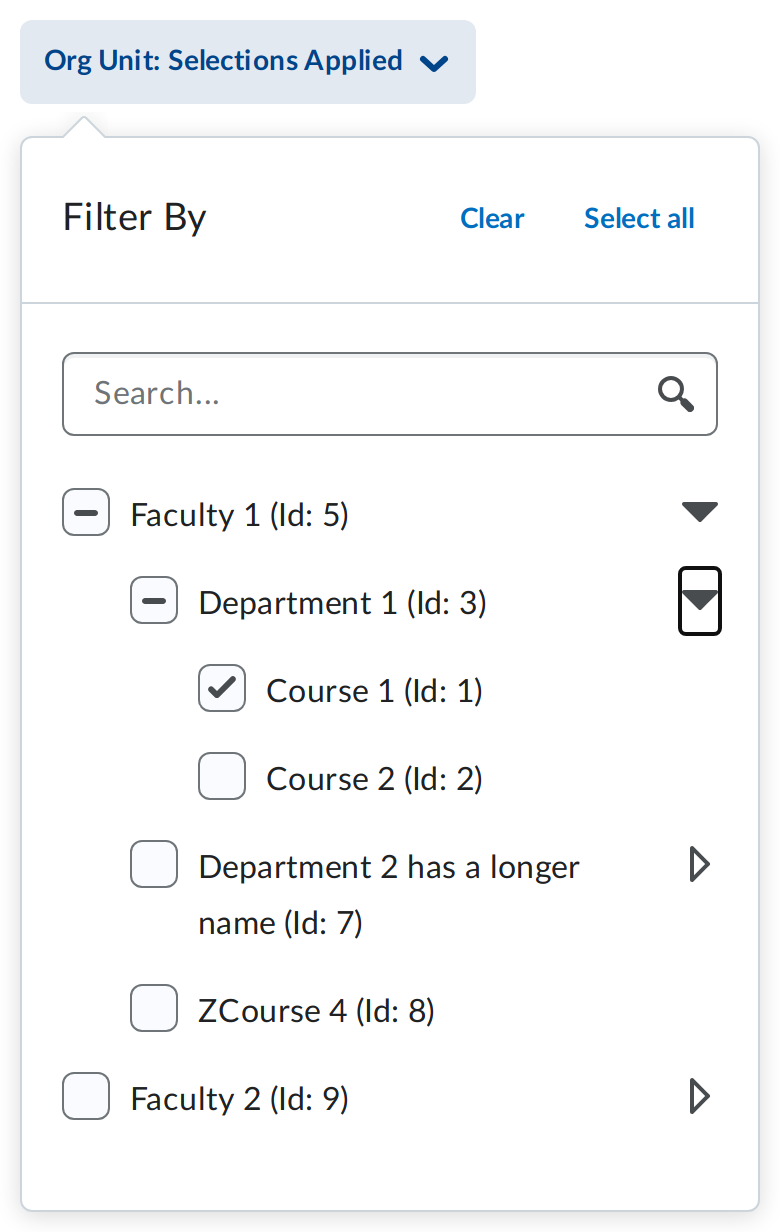 Org Unit: Selections Applied
Filter By
Clear
Select all
Search...
Faculty 1 (Id: 5)
Department 1 (Id: 3)
Course 1 (Id: 1)
Course 2 (Id: 2)
Department 2 has a longer
name (Id: 7)
ZCourse 4 (Id: 8)
Faculty 2 (Id: 9)